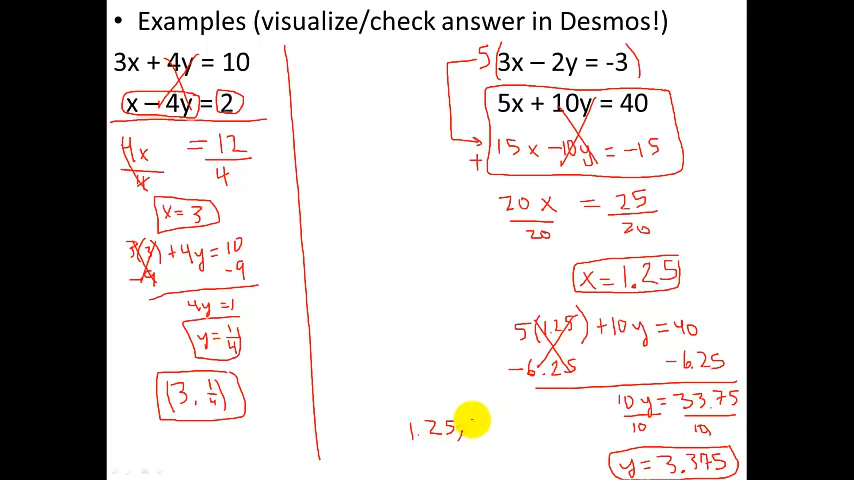 • Examples (visualize/check answer in Desmos!)
3x + 4y = 10
x – 4y = 2
4x = 12
4 4
x = 3
3(3) + 4y = 10
-9 -9
4y = 1
y = 1/4
(3, 1/4)
5(3x – 2y = -3)
5x + 10y = 40
+ 15x -10y = -15
20x = 25
20 20
x = 1.25
5(1.25) + 10y = 40
-6.25 -6.25
10y = 33.75
10 10
y = 3.375
1.25,